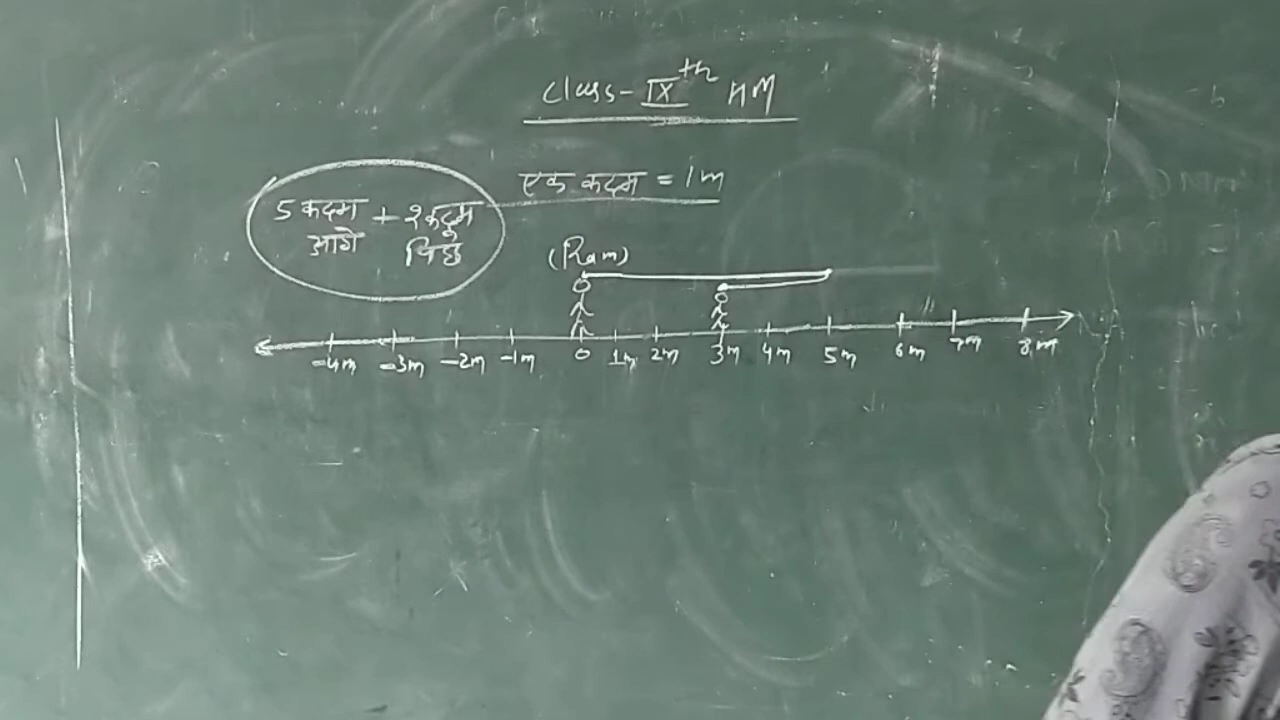 Class - IXth HM
एक कदम = 1m
5 कदम + 2 कदम
आगे पिछे
(Ram)
-4m -3m -2m -1m 0 1m 2m 3m 4m 5m 6m 7m 8m